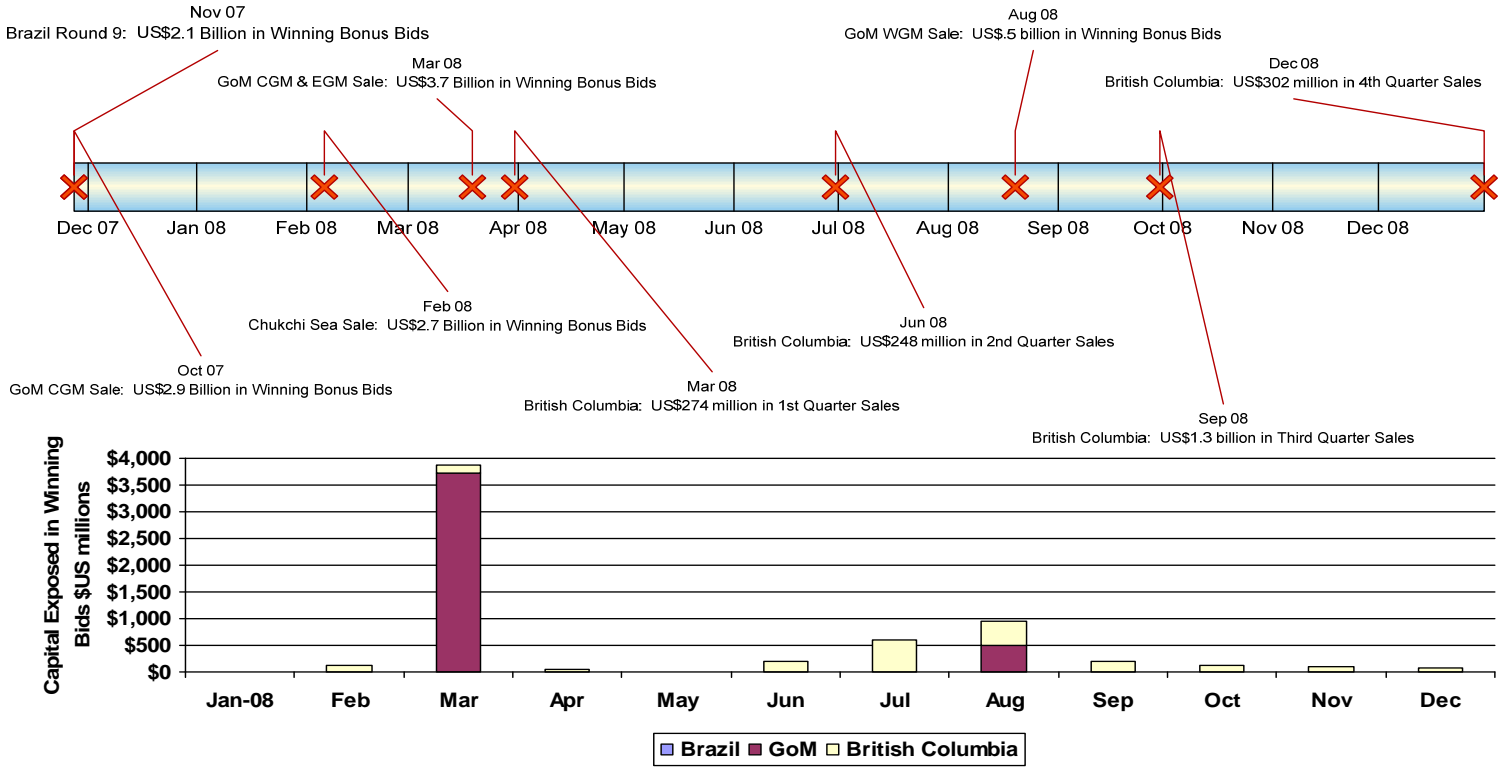 Nov 07
Brazil Round 9: US$2.1 Billion in Winning Bonus Bids
Aug 08
GoM WGM Sale: US$.5 billion in Winning Bonus Bids
Mar 08
GoM CGM & EGM Sale: US$3.7 Billion in Winning Bonus Bids
Dec 08
British Columbia: US$302 million in 4th Quarter Sales
Dec 07 Jan 08 Feb 08 Mar 08 Apr 08 May 08 Jun 08 Jul 08 Aug 08 Sep 08 Oct 08 Nov 08 Dec 08
Feb 08
Chukchi Sea Sale: US$2.7 Billion in Winning Bonus Bids
Jun 08
British Columbia: US$248 million in 2nd Quarter Sales
Oct 07
GoM CGM Sale: US$2.9 Billion in Winning Bonus Bids
Mar 08
British Columbia: US$274 million in 1st Quarter Sales
Sep 08
British Columbia: US$1.3 billion in Third Quarter Sales
Capital Exposed in Winning
Bids $US millions
$4,000
$3,500
$3,000
$2,500
$2,000
$1,500
$1,000
$500
$0
Jan-08 Feb Mar Apr May Jun Jul Aug Sep Oct Nov Dec
Brazil GoM British Columbia